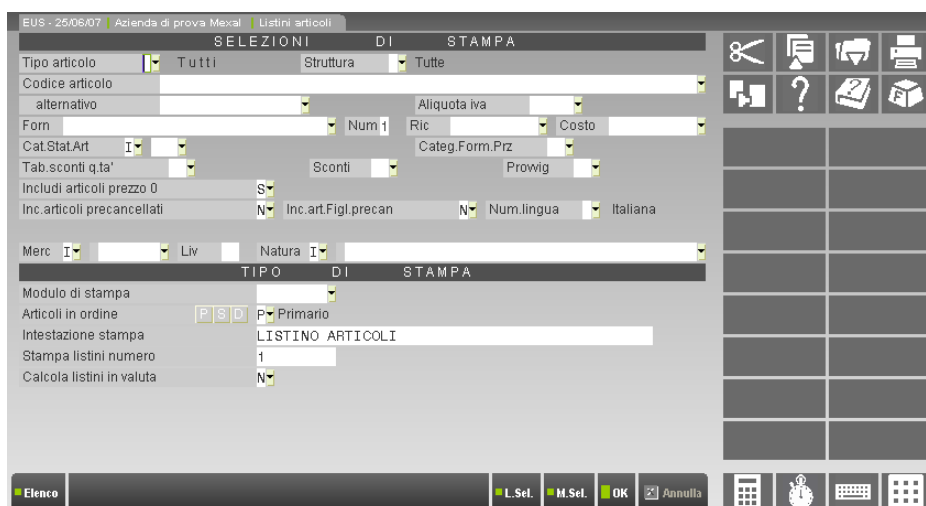 EUS - 25/06/07 Azienda di prova Mexal Listini articoli
SELEZIONI DI STAMPA
Tipo articolo Tutti Struttura Tutte
Codice articolo
alternativo Aliquota iva
Forn Num 1 Ric Costo
Cat.Stat.Art I Categ.Form.Prz
Tab.sconti q.ta' Sconti Prowig
Includi articoli prezzo 0 S
Inc.articoli precancellati N Inc.art.Figl.precan N Num.lingua Italiana
Merc I Liv Natura I
TIPO DI STAMPA
Modulo di stampa
Articoli in ordine P S D P Primario
Intestazione stampa LISTINO ARTICOLI
Stampa listini numero 1
Calcola listini in valuta N
Elenco L.Sel. M.Sel. OK Annulla